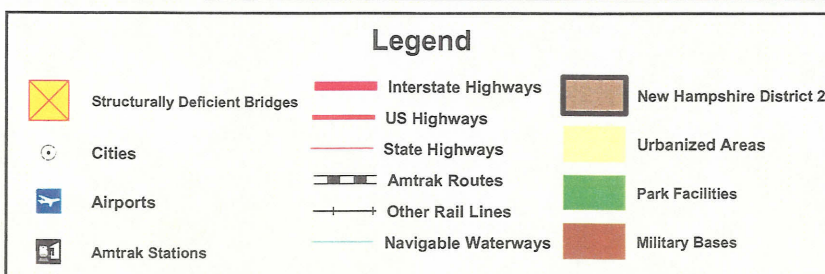 Legend
Structurally Deficient Bridges
Cities
Airports
Amtrak Stations
Interstate Highways
US Highways
State Highways
Amtrak Routes
Other Rail Lines
Navigable Waterways
New Hampshire District 2
Urbanized Areas
Park Facilities
Military Bases